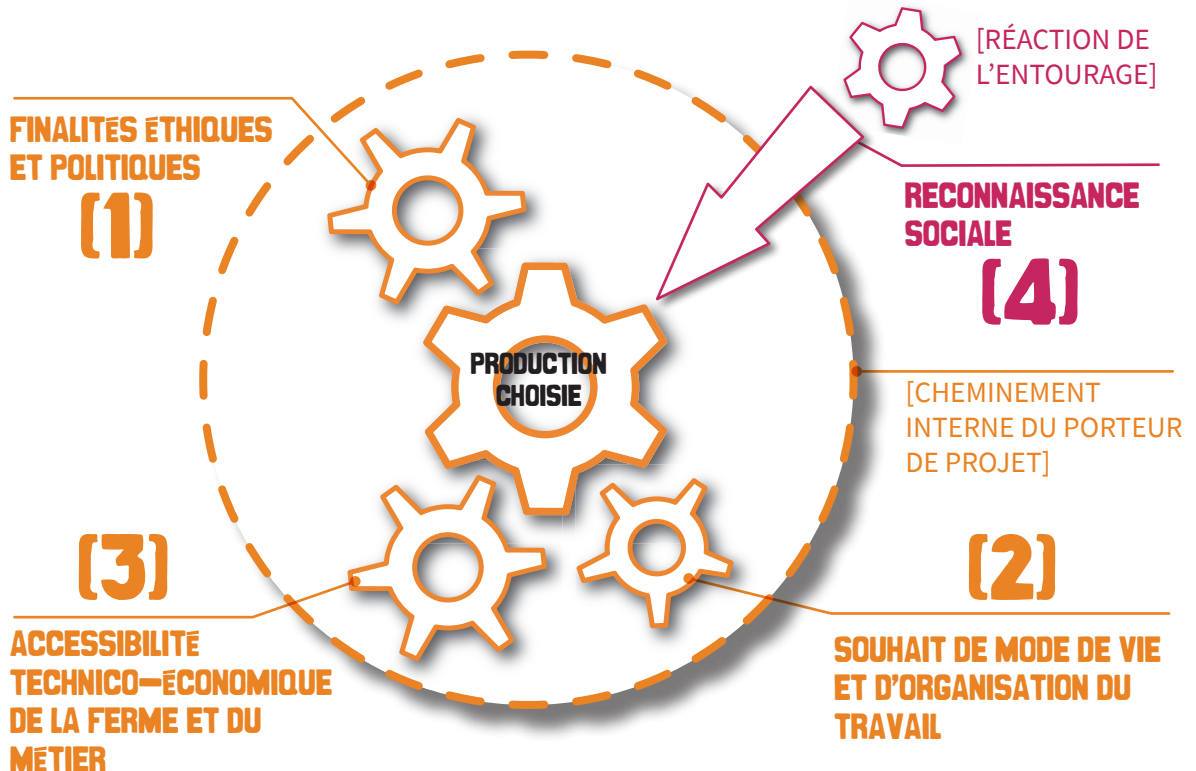 [RÉACTION DE
L’ENTOURAGE]
FINALITÉS ÉTHIQUES
ET POLITIQUES
(1)
RECONNAISSANCE
SOCIALE
(4)
PRODUCTION
CHOISIE
[CHEMINEMENT
INTERNE DU PORTEUR
DE PROJET]
(3)
ACCESSIBILITÉ
TECHNICO-ÉCONOMIQUE
DE LA FERME ET DU
MÉTIER
(2)
SOUHAIT DE MODE DE VIE
ET D’ORGANISATION DU
TRAVAIL